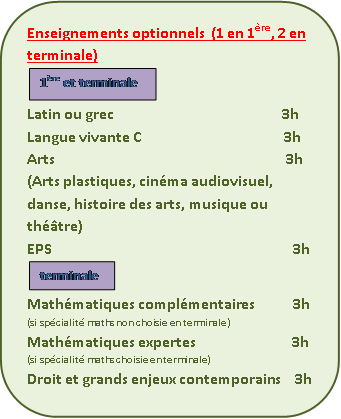 Enseignements optionnels (1 en 1ère, 2 en
terminale)
1ère et terminale
Latin ou grec 3h
Langue vivante C 3h
Arts 3h
(Arts plastiques, cinéma audiovisuel,
danse, histoire des arts, musique ou
théâtre)
EPS 3h
terminale
Mathématiques complémentaires 3h
(si spécialité maths non choisie en terminale)
Mathématiques expertes 3h
(si spécialité maths choisie en terminale)
Droit et grands enjeux contemporains 3h